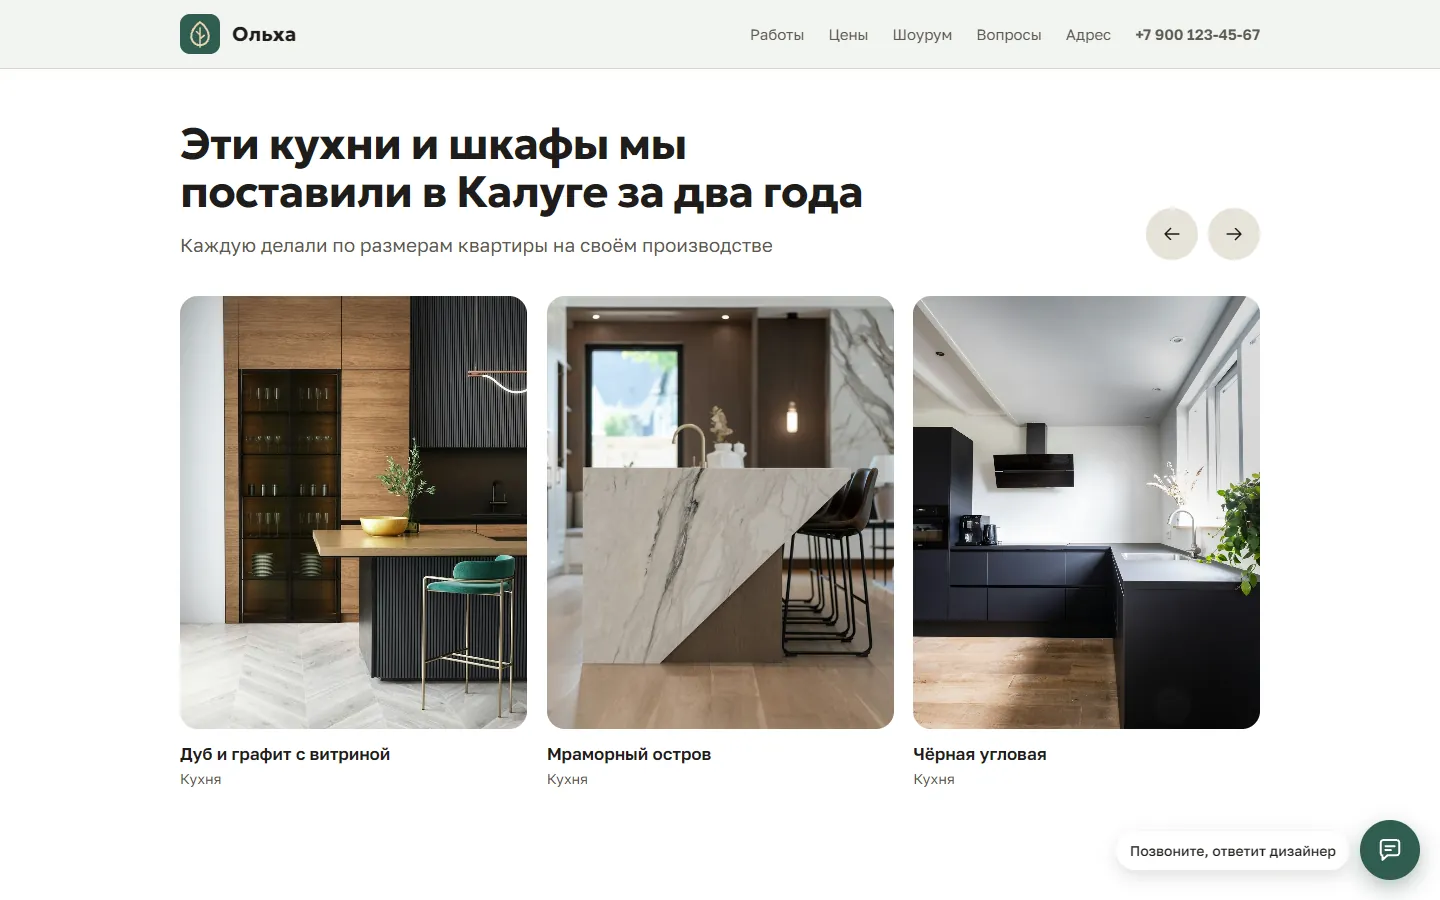 Ольха
Работы
Цены
Шоурум
Вопросы
Адрес
+7 900 123-45-67
Эти кухни и шкафы мы
поставили в Калуге за два года
Каждую делали по размерам квартиры на своём производстве
Дуб и графит с витриной
Кухня
Мраморный остров
Кухня
Чёрная угловая
Кухня
Позвоните, ответит дизайнер